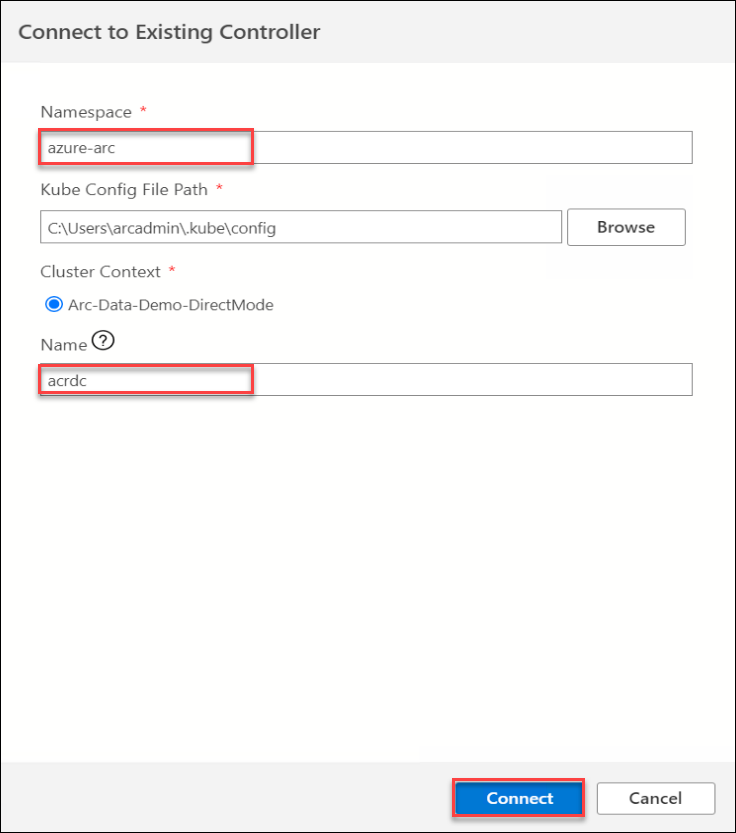 Connect to Existing Controller
Namespace *
azure-arc
Kube Config File Path *
C:\Users\arcadmin\.kube\config
Browse
Cluster Context *
Arc-Data-Demo-DirectMode
Name ?
acrdc
Connect
Cancel